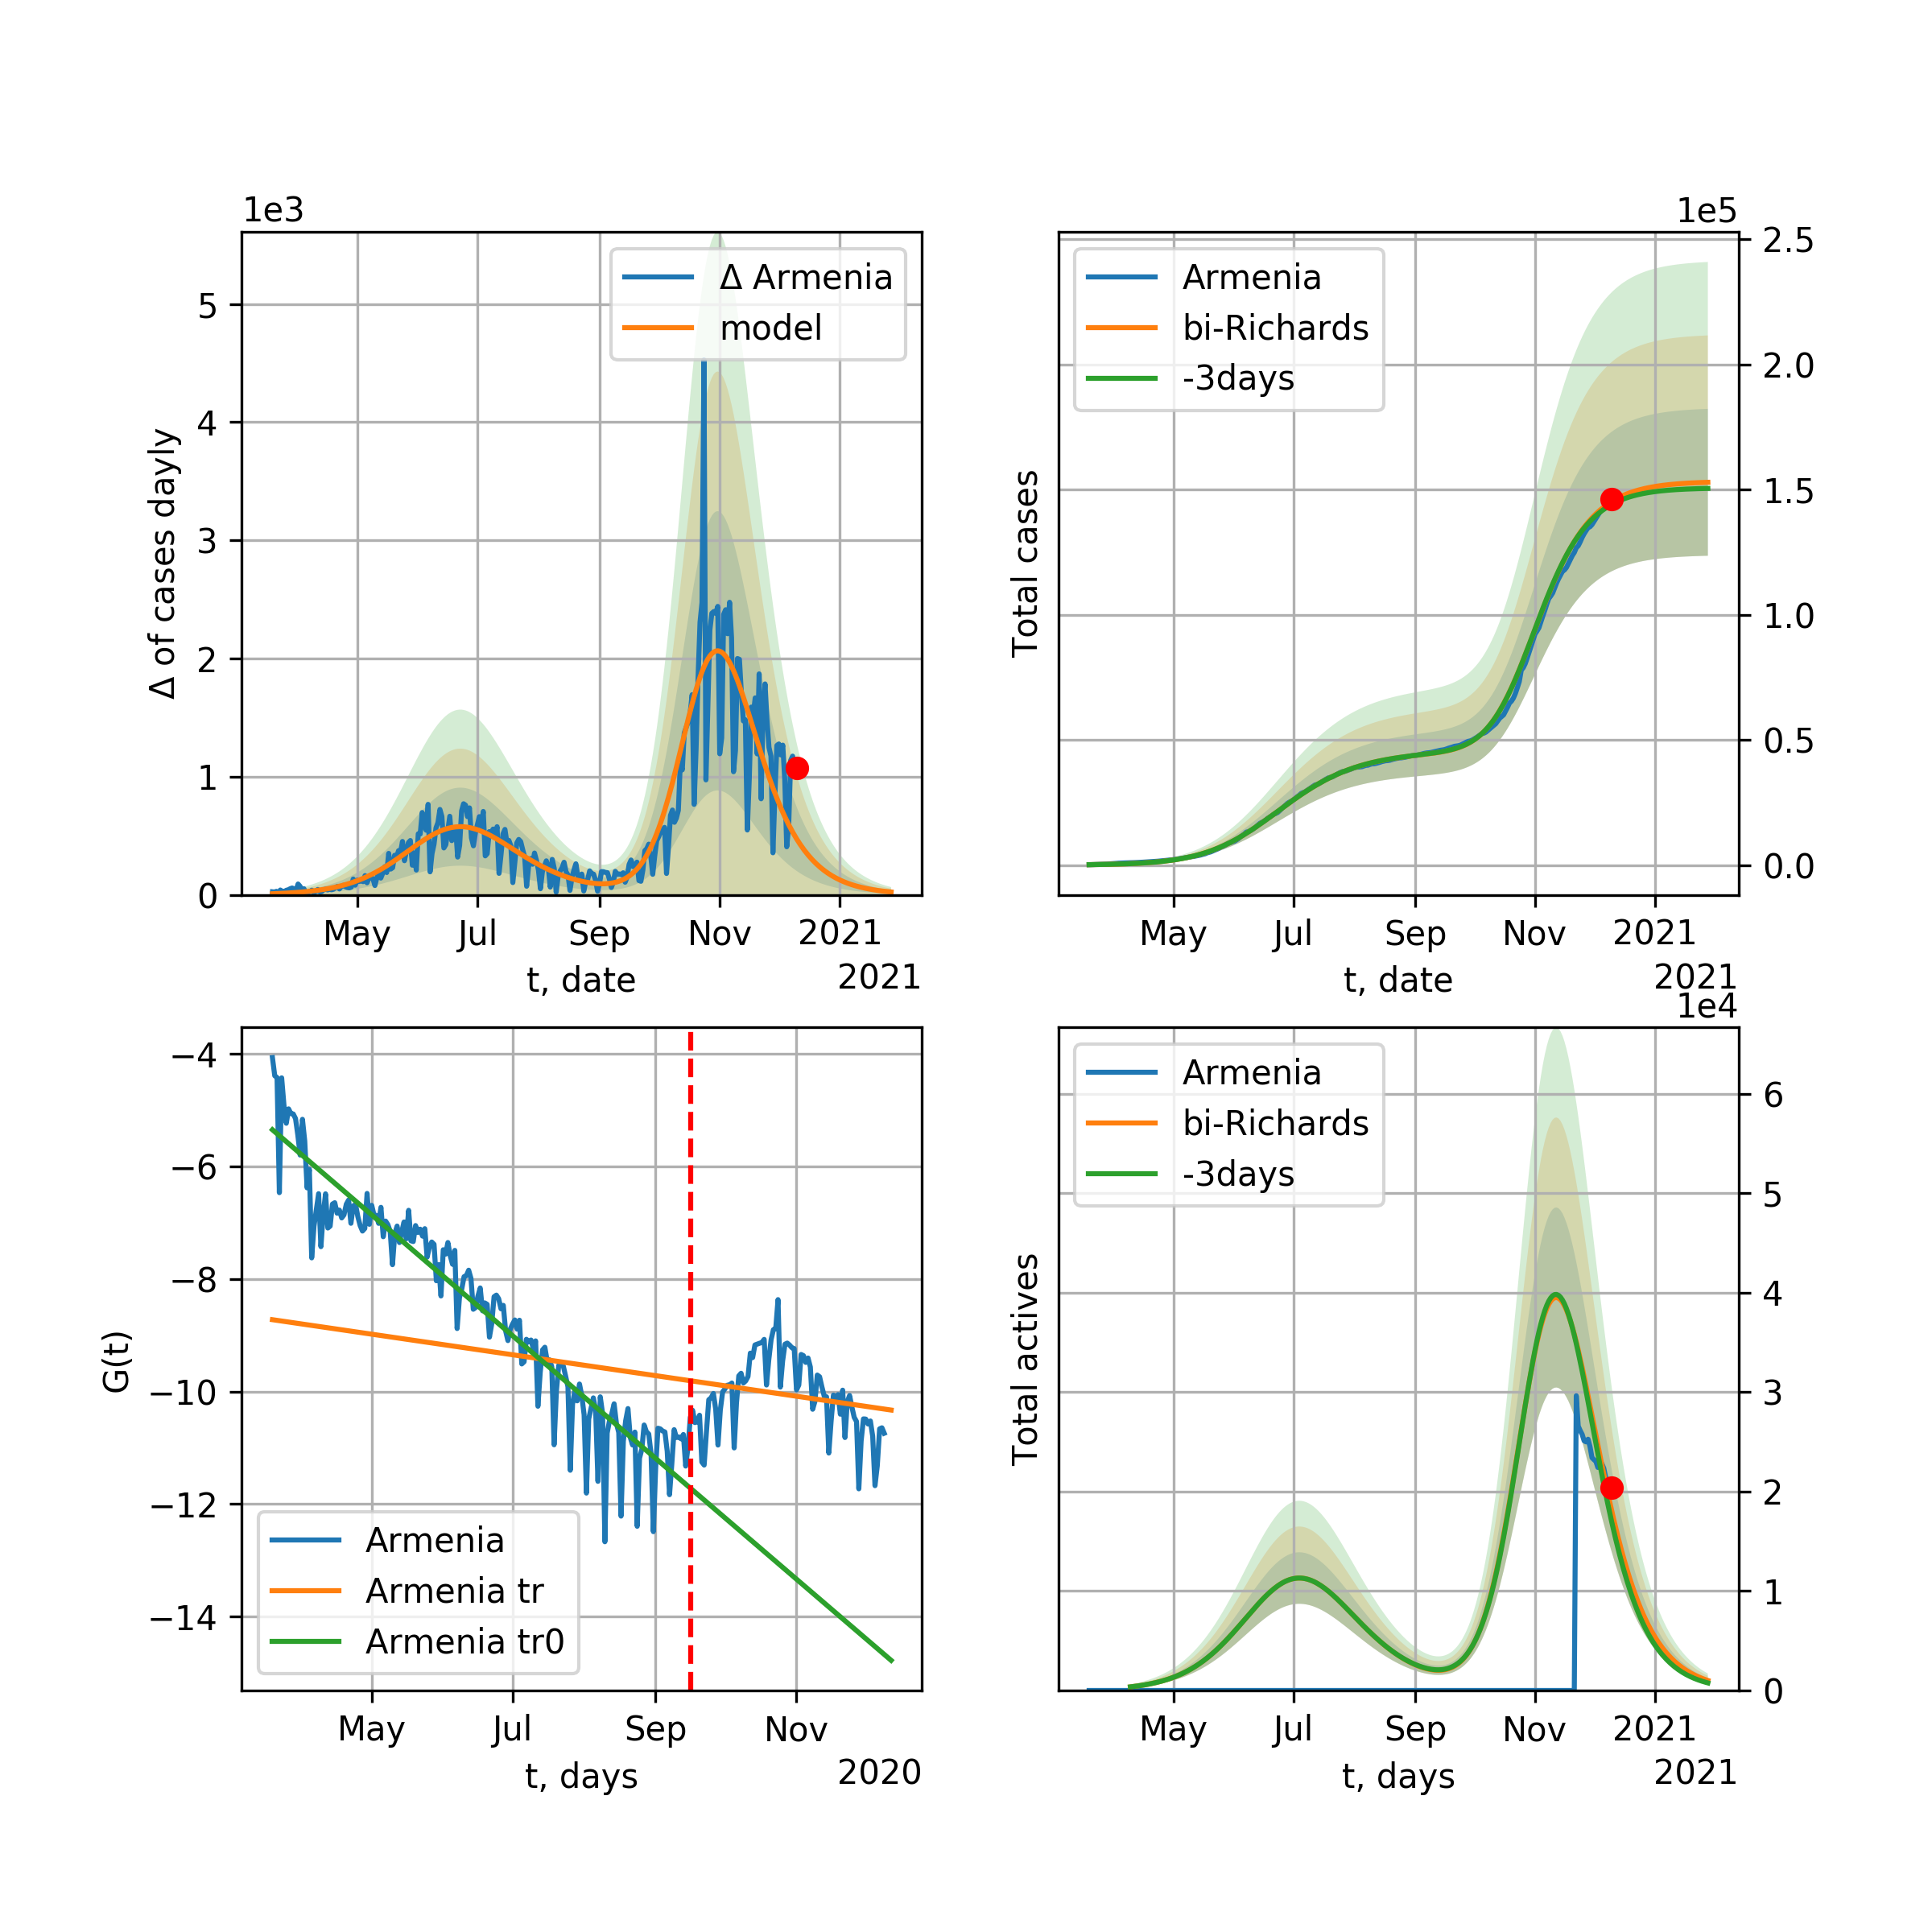 1e3
Δ of cases dayly
5
4
3
2
1
0
Δ Armenia
model
May Jul Sep Nov 2021
t, date
2021
1e5
Total cases
Armenia
bi-Richards
-3days
2.5
2.0
1.5
1.0
0.5
0.0
May Jul Sep Nov 2021
t, date
2021
G(t)
−4
−6
−8
−10
−12
−14
Armenia
Armenia tr
Armenia tr0
May Jul Sep Nov
t, days
2020
1e4
Total actives
Armenia
bi-Richards
-3days
6
5
4
3
2
1
0
May Jul Sep Nov 2021
t, days
2021